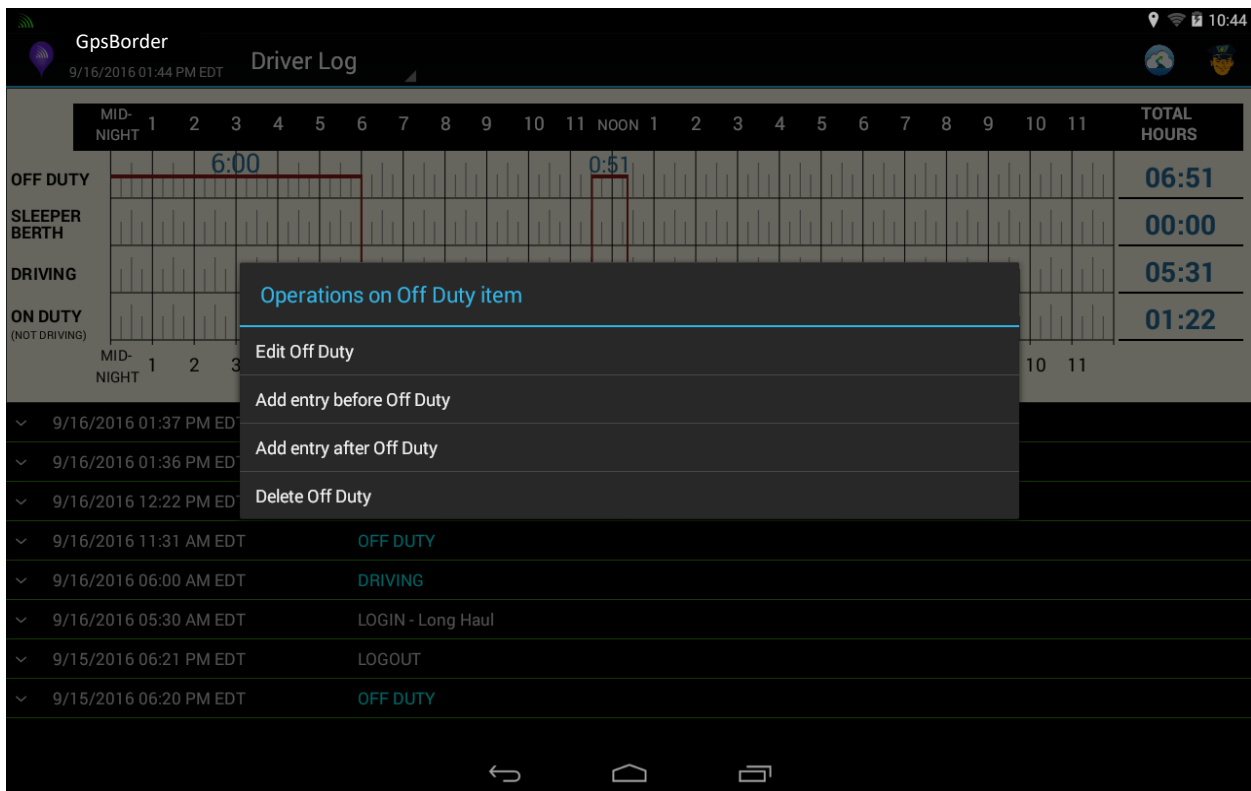 10:44
GpsBorder
9/16/2016 01:44 PM EDT
Driver Log
MID-NIGHT 1 2 3 4 5 6 7 8 9 10 11 NOON 1 2 3 4 5 6 7 8 9 10 11 TOTAL HOURS
6:00 0:51
OFF DUTY 06:51
SLEEPER BERTH 00:00
DRIVING 05:31
ON DUTY (NOT DRIVING) 01:22
MID-NIGHT 1 2 3 10 11
Operations on Off Duty item
Edit Off Duty
Add entry before Off Duty
Add entry after Off Duty
Delete Off Duty
9/16/2016 01:37 PM EDT
9/16/2016 01:36 PM ED
9/16/2016 12:22 PM ED
9/16/2016 11:31 AM EDT OFF DUTY
9/16/2016 06:00 AM EDT DRIVING
9/16/2016 05:30 AM EDT LOGIN - Long Haul
9/15/2016 06:21 PM EDT LOGOUT
9/15/2016 06:20 PM EDT OFF DUTY